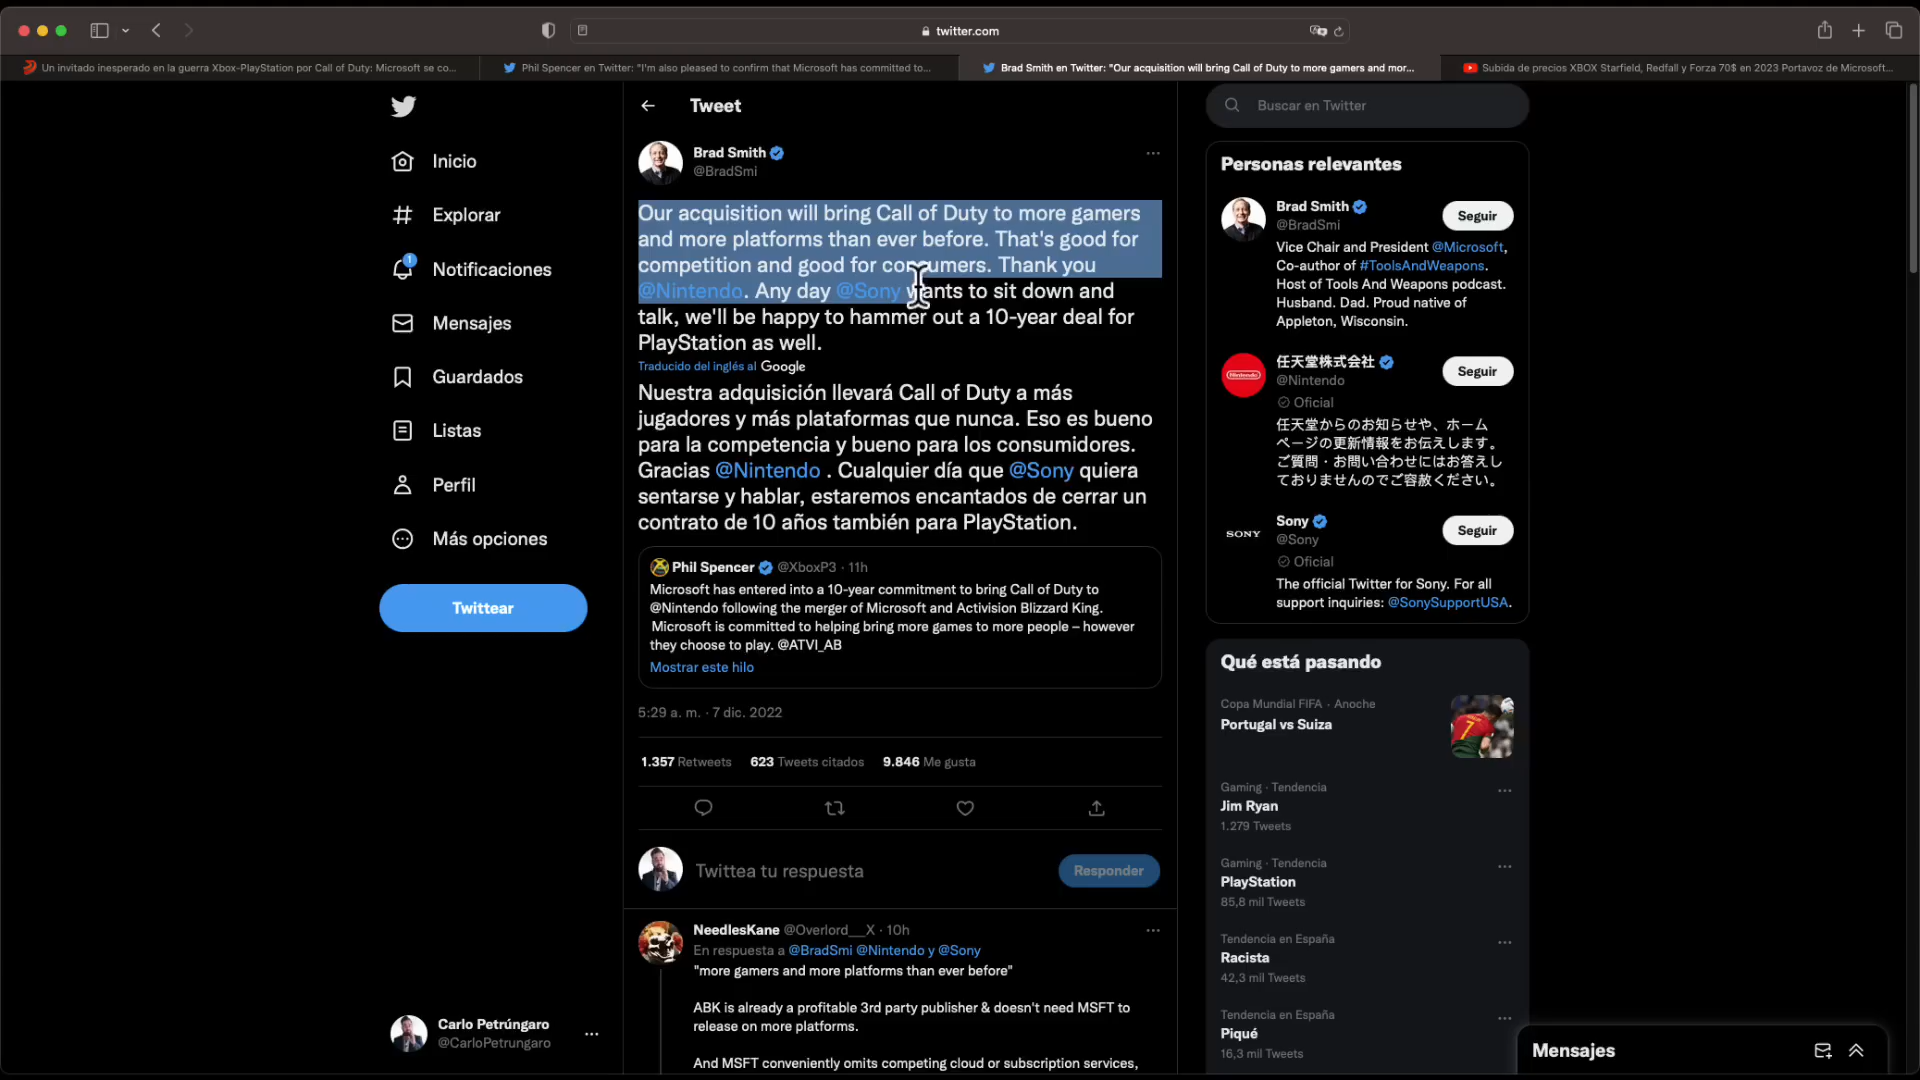 twitter.com
Un invitado inesperado en la guerra Xbox-PlayStation por Call of Duty: Microsoft se co...
Phil Spencer en Twitter: "I'm also pleased to confirm that Microsoft has committed to...
Brad Smith en Twitter: "Our acquisition will bring Call of Duty to more gamers and mor...
Subida de precios XBOX Starfield, Redfall y Forza 70$ en 2023 Portavoz de Microsoft...
Inicio
Explorar
1
Notificaciones
Mensajes
Guardados
Listas
Perfil
Más opciones
Twittear
Carlo Petrúngaro
@CarloPetrungaro
Tweet
Brad Smith
@BradSmi
Our acquisition will bring Call of Duty to more gamers
and more platforms than ever before. That's good for
competition and good for consumers. Thank you
@Nintendo. Any day @Sony wants to sit down and
talk, we'll be happy to hammer out a 10-year deal for
PlayStation as well.
Traducido del inglés al Google
Nuestra adquisición llevará Call of Duty a más
jugadores y más plataformas que nunca. Eso es bueno
para la competencia y bueno para los consumidores.
Gracias @Nintendo . Cualquier día que @Sony quiera
sentarse y hablar, estaremos encantados de cerrar un
contrato de 10 años también para PlayStation.
Phil Spencer @XboxP3 · 11h
Microsoft has entered into a 10-year commitment to bring Call of Duty to
@Nintendo following the merger of Microsoft and Activision Blizzard King.
Microsoft is committed to helping bring more games to more people – however
they choose to play. @ATVI_AB
Mostrar este hilo
5:29 a. m. · 7 dic. 2022
1.357 Retweets 623 Tweets citados 9.846 Me gusta
Twittea tu respuesta
Responder
NeedlesKane @Overlord__X · 10h
En respuesta a @BradSmi @Nintendo y @Sony
"more gamers and more platforms than ever before"
ABK is already a profitable 3rd party publisher & doesn't need MSFT to
release on more platforms.
And MSFT conveniently omits competing cloud or subscription services,
Buscar en Twitter
Personas relevantes
Brad Smith
@BradSmi
Seguir
Vice Chair and President @Microsoft,
Co-author of #ToolsAndWeapons.
Host of Tools And Weapons podcast.
Husband. Dad. Proud native of
Appleton, Wisconsin.
Nintendo
任天堂株式会社
@Nintendo
Seguir
Oficial
任天堂からのお知らせや、ホーム
ページの更新情報をお伝えします。
ご質問・お問い合わせにはお答えし
ておりませんのでご容赦ください。
SONY
Sony
@Sony
Seguir
Oficial
The official Twitter for Sony. For all
support inquiries: @SonySupportUSA.
Qué está pasando
Copa Mundial FIFA · Anoche
Portugal vs Suiza
7
Gaming · Tendencia
Jim Ryan
1.279 Tweets
Gaming · Tendencia
PlayStation
85,8 mil Tweets
Tendencia en España
Racista
42,3 mil Tweets
Tendencia en España
Piqué
16,3 mil Tweets
Mensajes